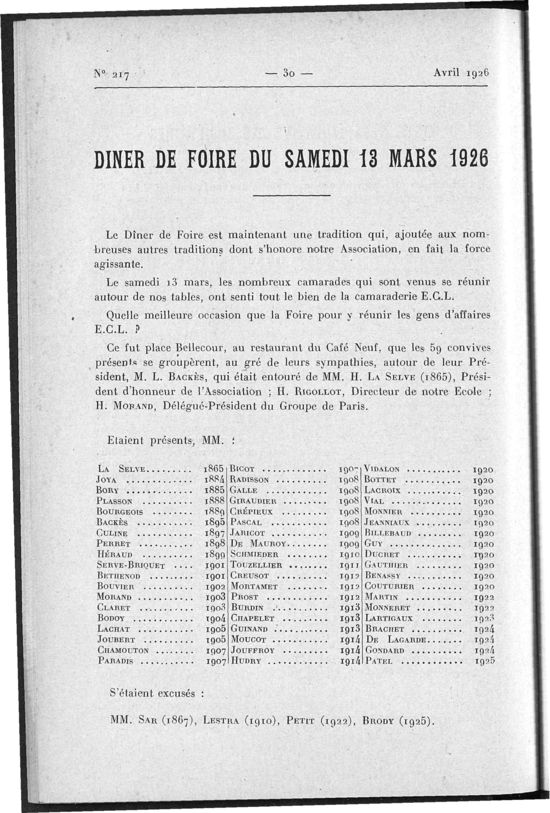 N° 217 — 30 — Avril 1926
DINER DE FOIRE DU SAMEDI 13 MARS 1926
Le Dîner de Foire est maintenant une tradition qui, ajoutée aux nom-
breuses autres traditions dont s'honore notre Association, en fait la force
agissante.
Le samedi 13 mars, les nombreux camarades qui sont venus se réunir
autour de nos tables, ont senti tout le bien de la camaraderie E.C.L.
Quelle meilleure occasion que la Foire pour y réunir les gens d'affaires
E.C.L. ?
Ce fut place Bellecour, au restaurant du Café Neuf, que les 59 convives
présents se groupèrent, au gré de leurs sympathies, autour de leur Pré-
sident, M. L. BACKÈS, qui était entouré de MM. H. LA SELVE (1865), Prési-
dent d'honneur de l'Association ; H. RIGOLLOT, Directeur de notre Ecole ;
H. MORAND, Délégué-Président du Groupe de Paris.
Etaient présents, MM. :
LA SELVE......... 1865
JOYA ............ 1884
BORY ............ 1885
PLASSON ......... 1888
BOURGEOIS ....... 1889
BACKÈS .......... 1895
CULINE .......... 1897
PERRET .......... 1898
HÉRAUD .......... 1899
SERVE-BRIQUET .... 1901
BETHENOD ........ 1901
BOUVIER ......... 1902
MORAND .......... 1903
CLARET .......... 1903
BODOY ........... 1904
LACHAT .......... 1905
JOUBERT ......... 1905
CHAMOUTON ....... 1907
PARADIS .......... 1907
BICOT ............ 1907
RADISSON ......... 1908
GALLE ............ 1908
GIRAUDIER ........ 1908
CRÉPIEUX ......... 1908
PASCAL ........... 1908
JARICOT .......... 1909
DE MAUROY........ 1909
SCHMIEDER ........ 1910
TOUZELLIER ....... 1911
CREUSOT .......... 1912
MORTAMET ......... 1912
PROST ............ 1912
BURDIN ........... 1913
CHAPELET ......... 1913
GUINAND .......... 1913
MOUCOT ........... 1914
JOUFFROY ......... 1914
HUDRY ............ 1914
VIDALON .......... 1920
BOTTET ........... 1920
LACROIX .......... 1920
VIAL ............. 1920
MONNIER .......... 1920
JEANNIAUX ........ 1920
BILLEBAUD ........ 1920
GUY .............. 1920
DUCRET ........... 1920
GAUTHIER ......... 1920
BENASSY .......... 1920
COUTURIER ........ 1920
MARTIN ........... 1922
MONNERET ......... 1922
LARTIGAUX ........ 1923
BRACHET .......... 1924
DE LAGARDE....... 1924
GONDARD .......... 1924
PATEL ............ 1925
S'étaient excusés :
MM. SAR (1867), LESTRA (1910), PETIT (1922), BRODY (1925).